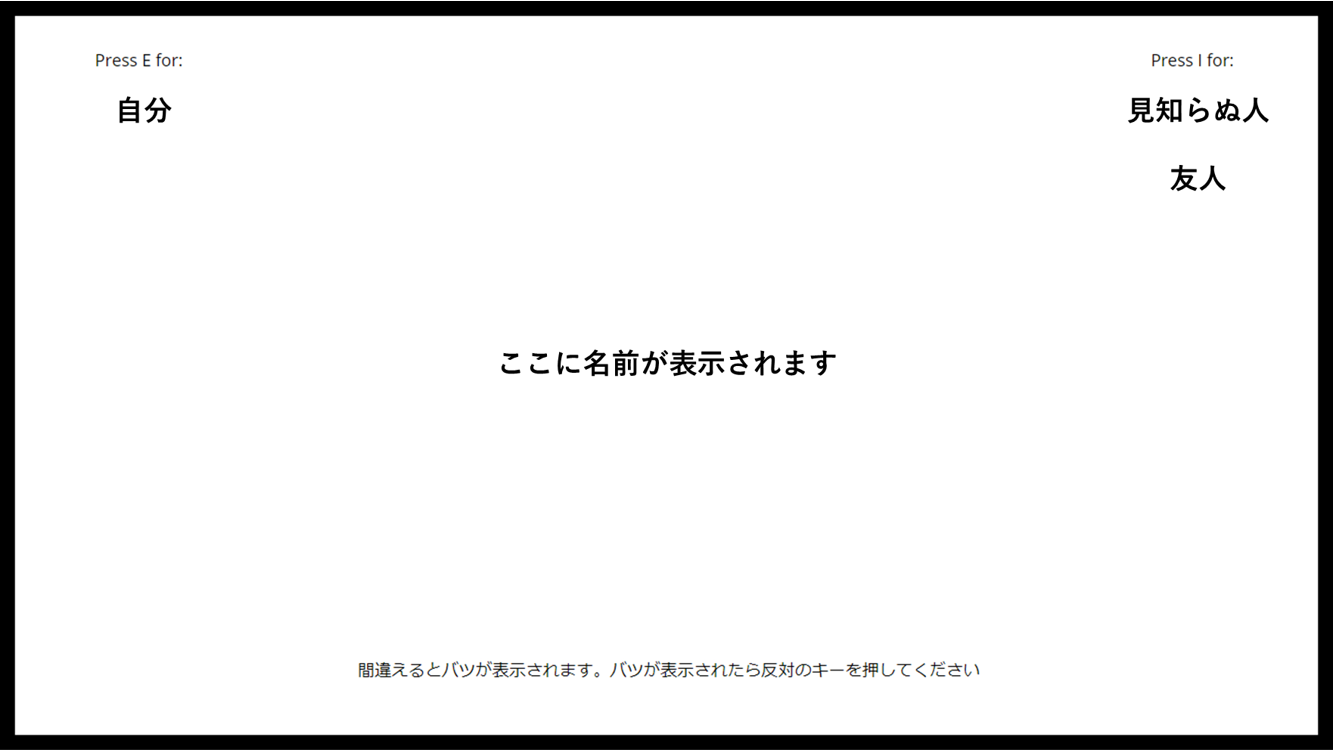 Press E for:
自分
Press I for:
見知らぬ人
友人
ここに名前が表示されます
間違えるとバツが表示されます。バツが表示されたら反対のキーを押してください